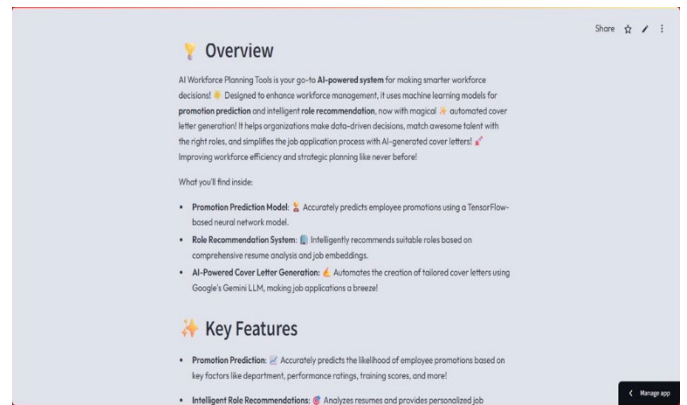 Share
Overview
AI Workforce Planning Tools is your go-to AI-powered system for making smarter workforce
decisions! Designed to enhance workforce management, it uses machine learning models for
promotion prediction and intelligent role recommendation, now with magical ✨ automated cover
letter generation! It helps organizations make data-driven decisions, match awesome talent with
the right roles, and simplifies the job application process with AI-generated cover letters! 🚀
Improving workforce efficiency and strategic planning like never before!
What you'll find inside:
• Promotion Prediction Model: Accurately predicts employee promotions using a TensorFlow-
based neural network model.
• Role Recommendation System: Intelligently recommends suitable roles based on
comprehensive resume analysis and job embeddings.
• AI-Powered Cover Letter Generation: ✍ Automates the creation of tailored cover letters using
Google's Gemini LLM, making job applications a breeze!
✨ Key Features
• Promotion Prediction: 📈 Accurately predicts the likelihood of employee promotions based on
key factors like department, performance ratings, training scores, and more!
• Intelligent Role Recommendations: 🎯 Analyzes resumes and provides personalized job
< Manage app